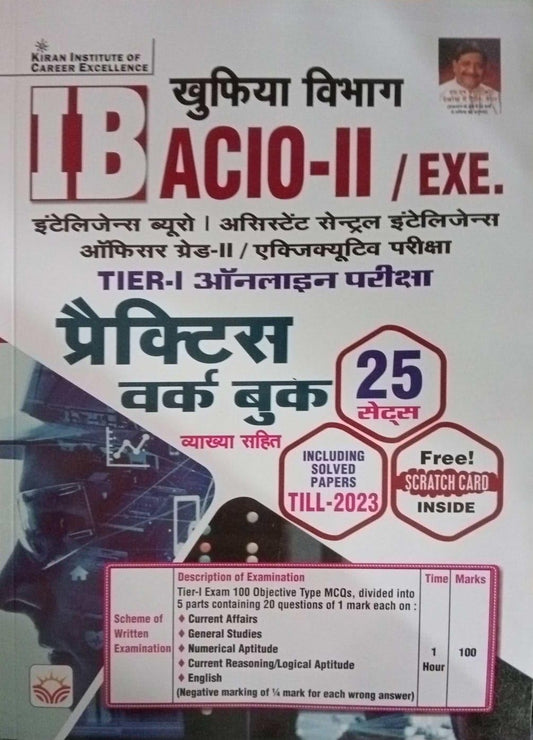 KIRAN INSTITUTE OF
CAREER EXCELLENCE
खुफिया विभाग
IB ACIO-II / EXE.
इंटेलिजेन्स ब्यूरो | असिस्टेंट सेन्ट्रल इंटेलिजेन्स
ऑफिसर ग्रेड-II / एक्जिक्यूटिव परीक्षा
TIER-I ऑनलाइन परीक्षा
प्रैक्टिस
वर्क बुक
व्याख्या सहित
25
सेट्स
INCLUDING
SOLVED
PAPERS
TILL-2023
Free!
SCRATCH CARD
INSIDE
Scheme of
Written
Examination
Description of Examination
Tier-I Exam 100 Objective Type MCQs, divided into
5 parts containing 20 questions of 1 mark each on :
♦ Current Affairs
♦ General Studies
♦ Numerical Aptitude
♦ Current Reasoning/Logical Aptitude
♦ English
(Negative marking of ¼ mark for each wrong answer)
Time
1
Hour
Marks
100